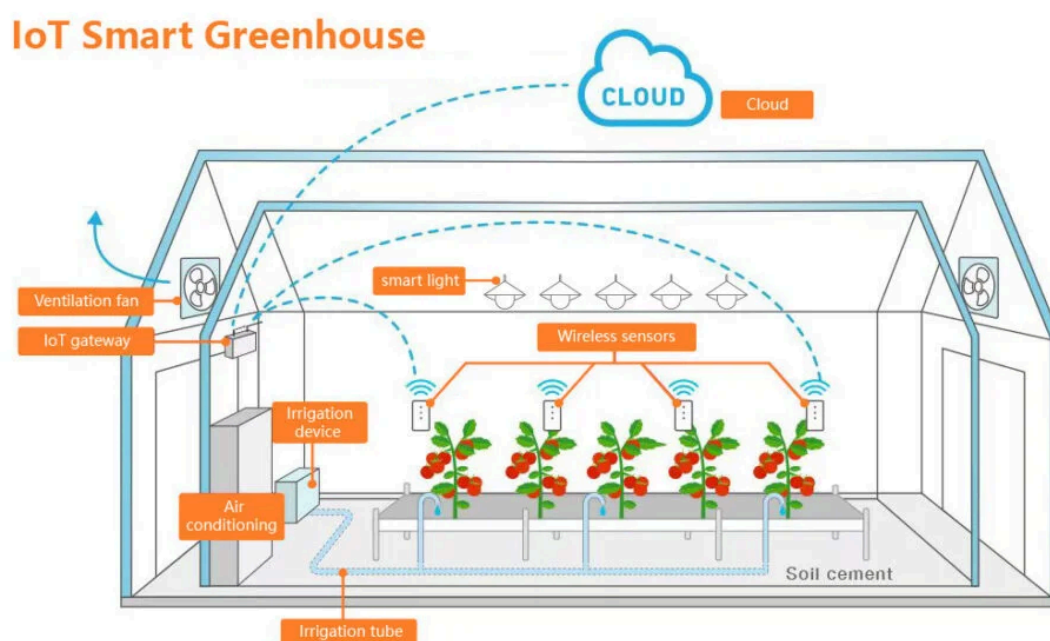 IoT Smart Greenhouse
CLOUD
Cloud
Ventilation fan
smart light
IoT gateway
Wireless sensors
Irrigation
device
Air
conditioning
Soil cement
Irrigation tube